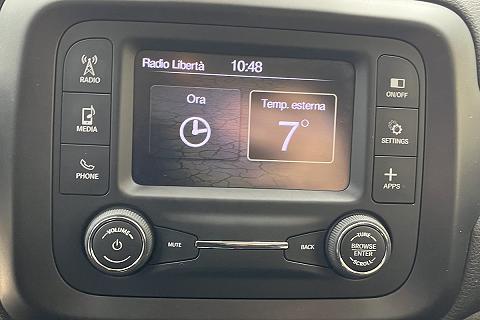 Radio Libertà 10:48
Ora
Temp. esterna
7°
RADIO
MEDIA
PHONE
ON/OFF
SETTINGS
+
APPS
VOLUME
MUTE
BACK
TUNE
BROWSE
ENTER
SCROLL